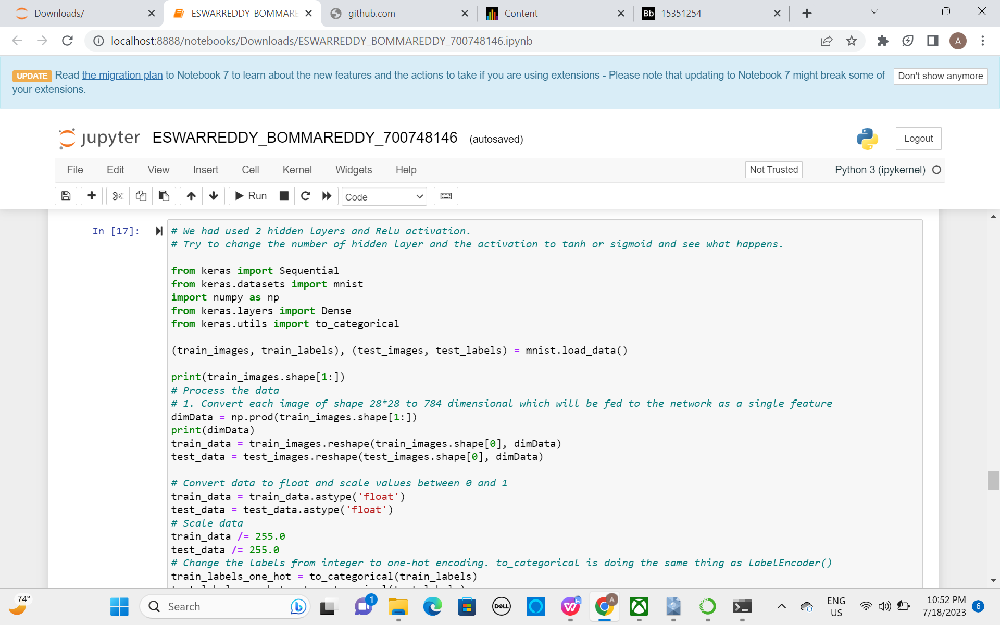 Downloads/
ESWARREDDY_BOMMARE
github.com
Content
Bb 15351254
localhost:8888/notebooks/Downloads/ESWARREDDY_BOMMAREDDY_700748146.ipynb
A
UPDATE Read the migration plan to Notebook 7 to learn about the new features and the actions to take if you are using extensions - Please note that updating to Notebook 7 might break some of
your extensions.
Don't show anymore
jupyter ESWARREDDY_BOMMAREDDY_700748146 (autosaved)
Logout
File Edit View Insert Cell Kernel Widgets Help
Not Trusted
Python 3 (ipykernel)
Run
Code
In [17]:
# We had used 2 hidden layers and Relu activation.
# Try to change the number of hidden layer and the activation to tanh or sigmoid and see what happens.
from keras import Sequential
from keras.datasets import mnist
import numpy as np
from keras.layers import Dense
from keras.utils import to_categorical
(train_images, train_labels), (test_images, test_labels) = mnist.load_data()
print(train_images.shape[1:])
# Process the data
# 1. Convert each image of shape 28*28 to 784 dimensional which will be fed to the network as a single feature
dimData = np.prod(train_images.shape[1:])
print(dimData)
train_data = train_images.reshape(train_images.shape[0], dimData)
test_data = test_images.reshape(test_images.shape[0], dimData)
# Convert data to float and scale values between 0 and 1
train_data = train_data.astype('float')
test_data = test_data.astype('float')
# Scale data
train_data /= 255.0
test_data /= 255.0
# Change the labels from integer to one-hot encoding. to_categorical is doing the same thing as LabelEncoder()
train_labels_one_hot = to_categorical(train_labels)
74°
Search
1
DELL
A
ENG
US
10:52 PM
7/18/2023
6